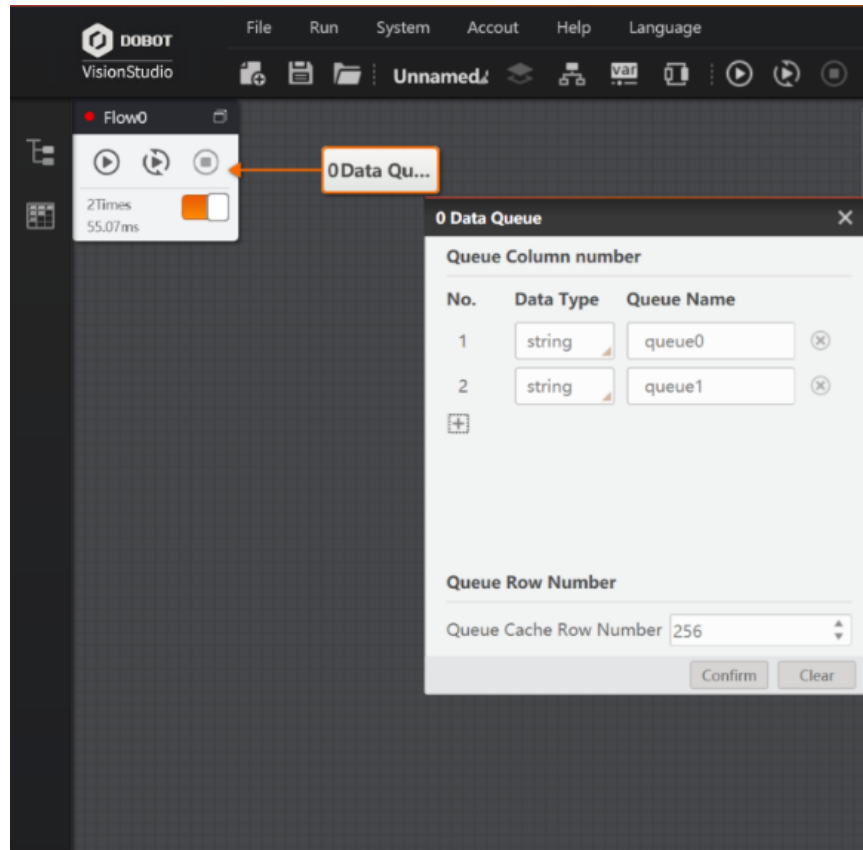 File Run System Accout Help Language
DOBOT
VisionStudio
Unnamed
var
Flow0
2Times
55.07ms
0Data Qu...
0 Data Queue
Queue Column number
No. Data Type Queue Name
1 string queue0
2 string queue1
Queue Row Number
Queue Cache Row Number 256
Confirm Clear